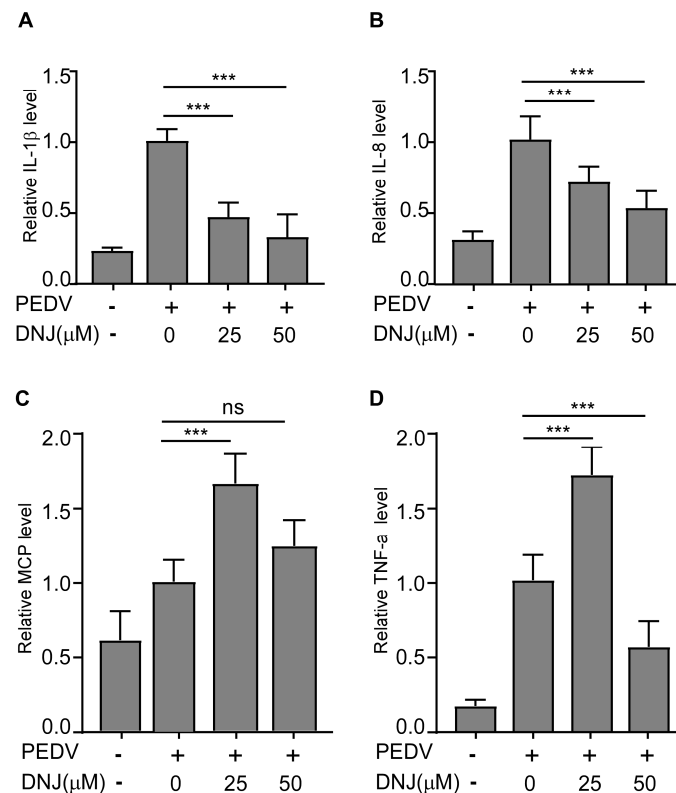 A
Relative IL-1β level
1.5
1.0
0.5
0.0
***
***
PEDV - + + +
DNJ(μM) - 0 25 50
B
Relative IL-8 level
1.5
1.0
0.5
0.0
***
***
PEDV - + + +
DNJ(μM) - 0 25 50
C
Relative MCP level
2.0
1.5
1.0
0.5
0.0
ns
***
PEDV - + + +
DNJ(μM) - 0 25 50
D
Relative TNF-a level
2.0
1.5
1.0
0.5
0.0
***
***
PEDV - + + +
DNJ(μM) - 0 25 50